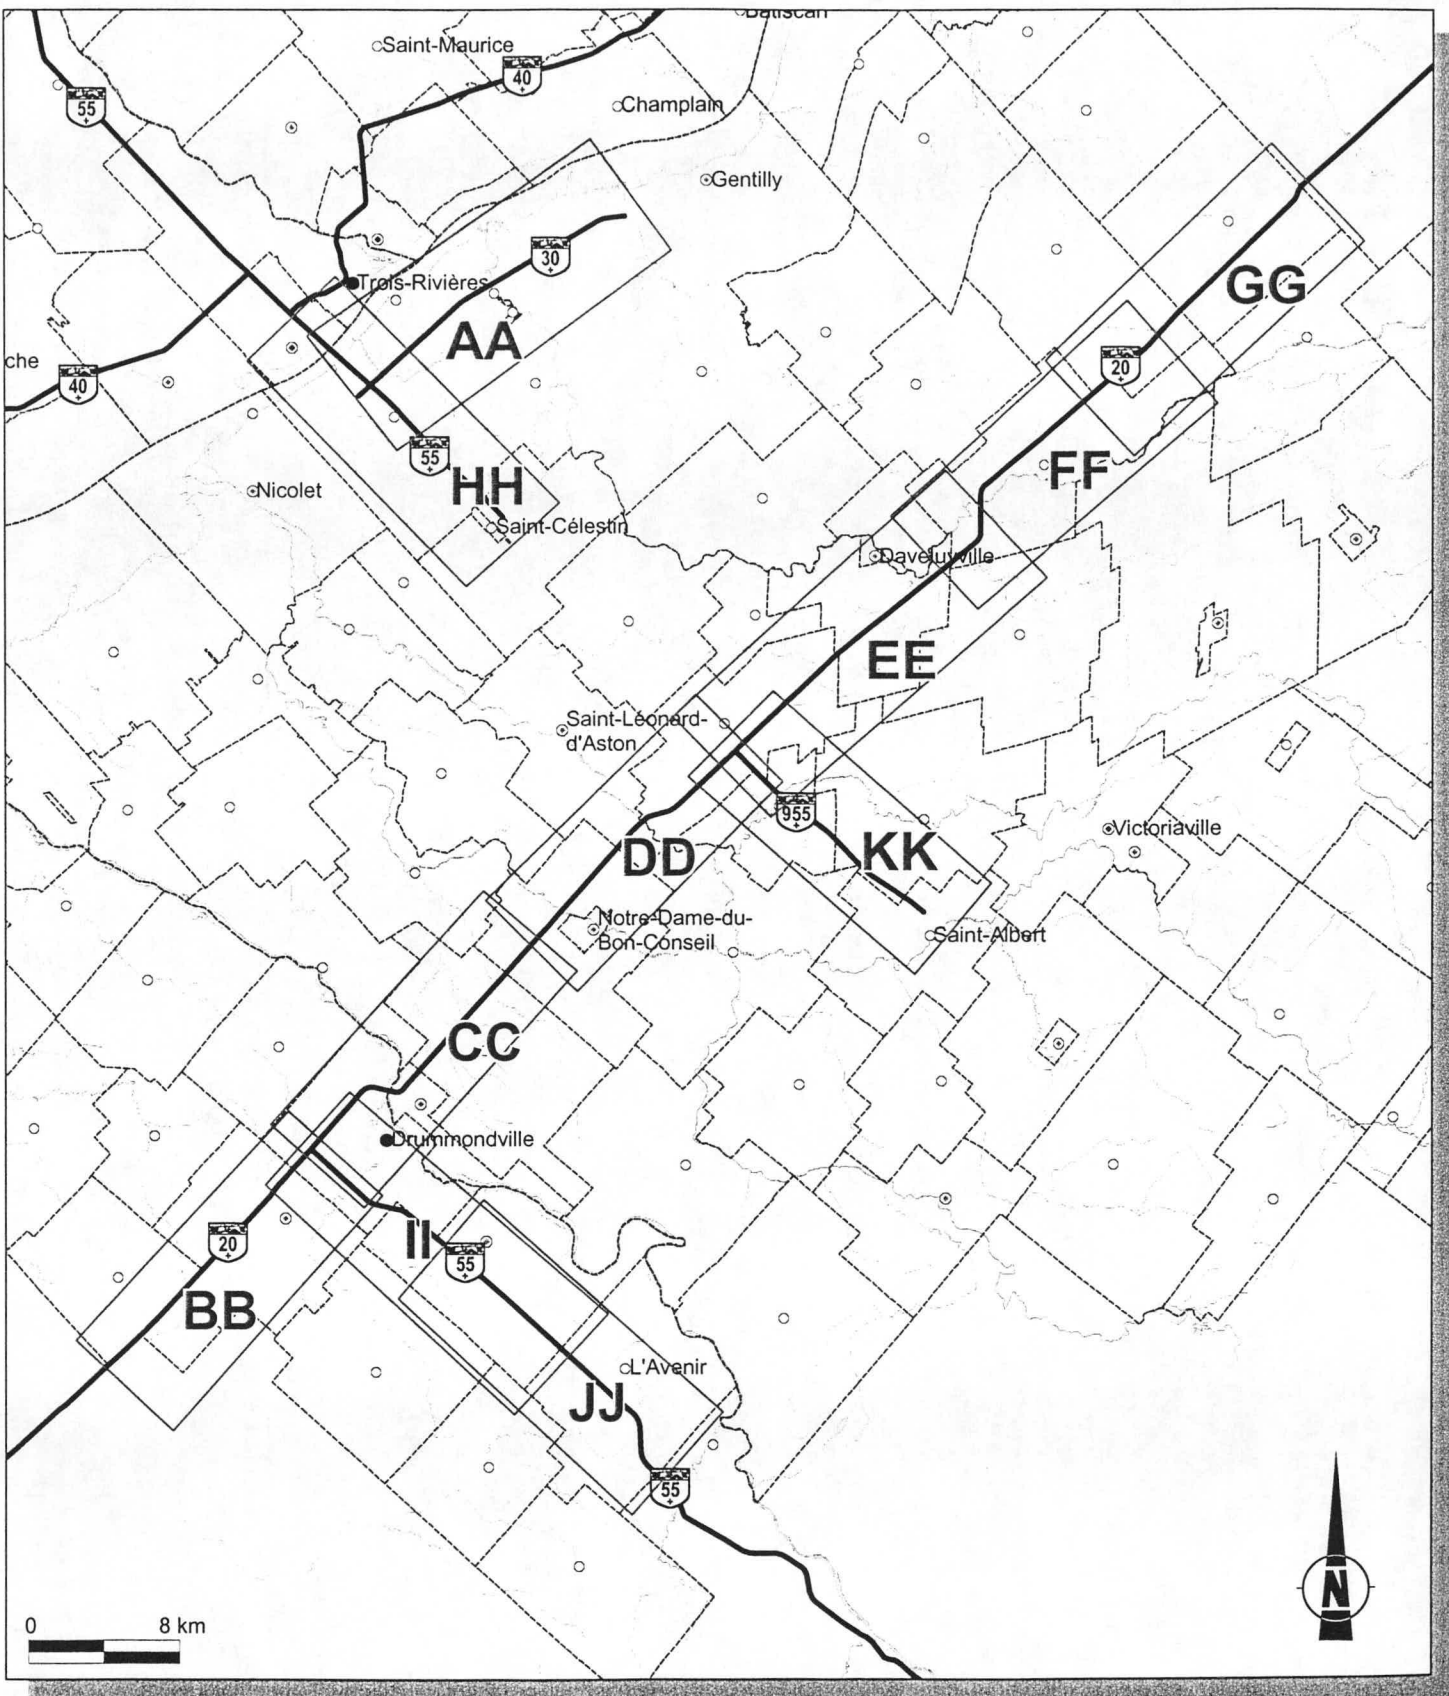 Batiscan
Saint-Maurice
40
55
Champlain
Gentilly
30
Trois-Rivières
GG
AA
che
40
20
55
HH
FF
Nicolet
Saint-Célestin
Daveluyville
EE
Saint-Léonard-
d'Aston
955
Victoriaville
DD
KK
Notre-Dame-du-
Bon-Conseil
Saint-Albert
CC
Drummondville
20
II
55
BB
L'Avenir
JJ
55
N
0 8 km